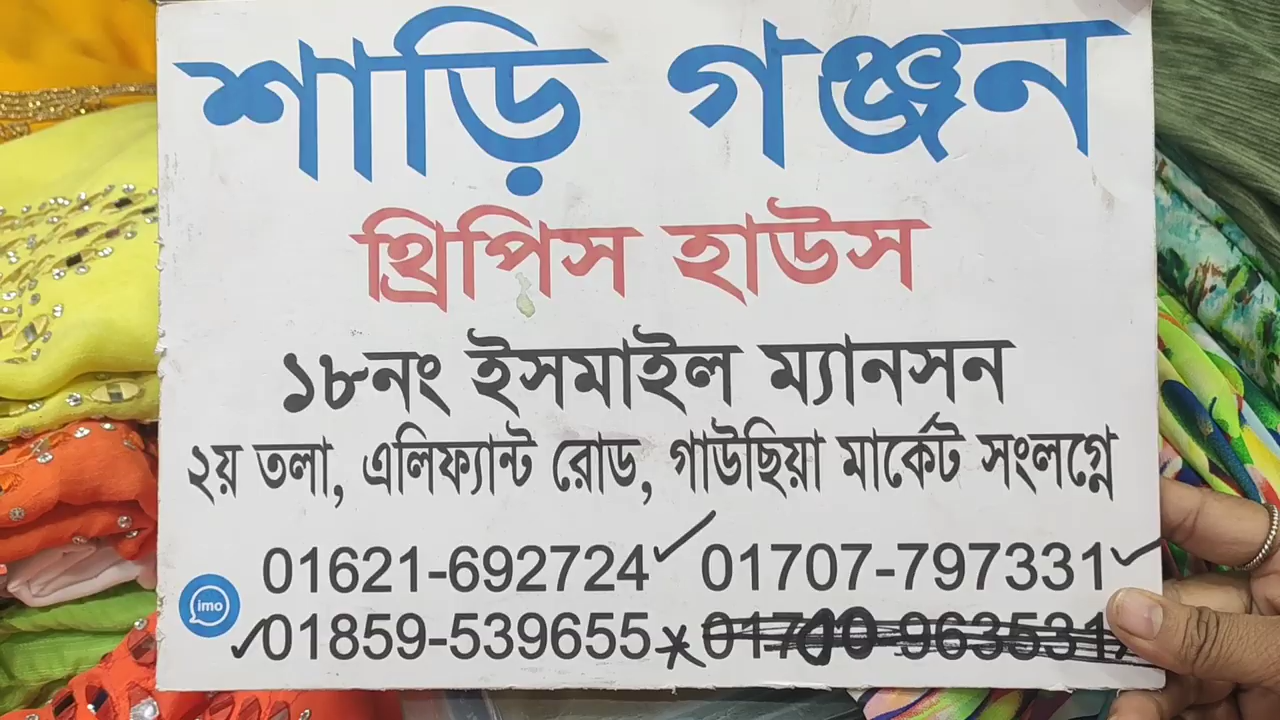 শাড়ি গঞ্জন
থ্রিপিস হাউস
১৮নং ইসমাইল ম্যানসন
২য় তলা, এলিফ্যান্ট রোড, গাউছিয়া মার্কেট সংলগ্নে
01621-692724 01707-797331
imo 01859-539655